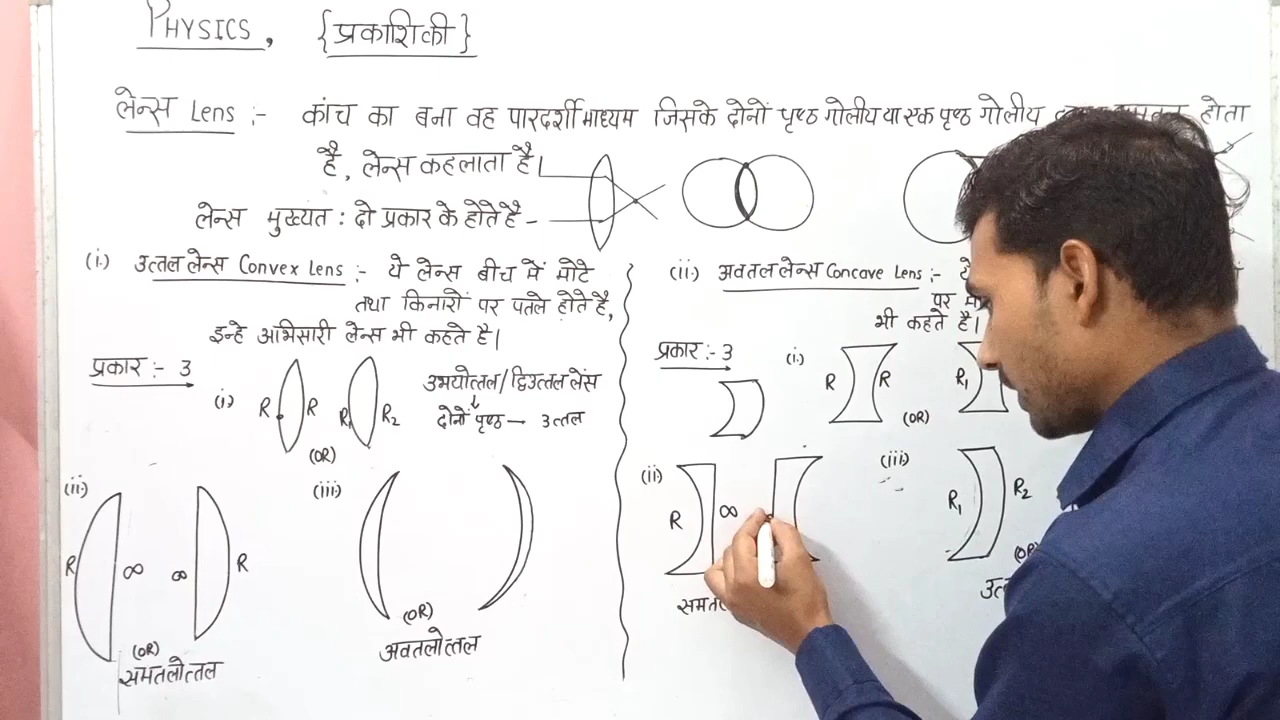 PHYSICS, {प्रकाशिकी}
लेन्स Lens :- कांच का बना वह पारदर्शी माध्यम जिसके दोनों पृष्ठ गोलीय या एक पृष्ठ गोलीय होता
है, लेन्स कहलाता है।
लेन्स मुख्यत: दो प्रकार के होते है -
(i.) उत्तल लेन्स Convex Lens :- ये लेन्स बीच में मोटे
तथा किनारों पर पतले होते है,
इन्हे अभिसारी लेन्स भी कहते है।
प्रकार :- 3
(i)
R R
R1 R2
(OR)
उभयोत्तल/द्विउत्तल लेंस
↓
दोनों पृष्ठ → उत्तल
(ii)
R ∞ ∞ R
(OR)
समतलोत्तल
(iii)
(OR)
अवतलोत्तल
(ii) अवतल लेन्स Concave Lens :-
पर
भी कहते है।
प्रकार :- 3
(i)
R R
(OR)
R1
(ii)
R ∞
(iii)
R1 R2
(OR)